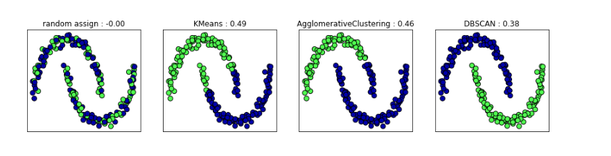 random assign : -0.00
KMeans : 0.49
AgglomerativeClustering : 0.46
DBSCAN : 0.38